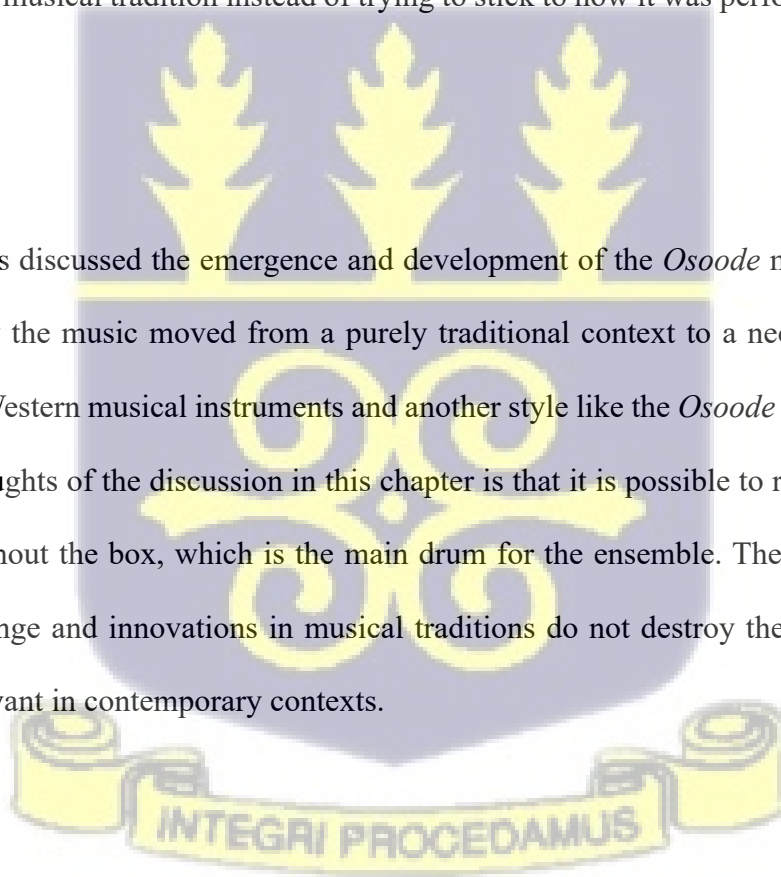 musical tradition instead of trying to stick to how it was perfo
s discussed the emergence and development of the Osoode
the music moved from a purely traditional context to a
Western musical instruments and another style like the Osoode
ughts of the discussion in this chapter is that it is possible to
hout the box, which is the main drum for the ensemble. The
nge and innovations in musical traditions do not destroy the
vant in contemporary contexts.
INTEGRI PROCEDAMUS